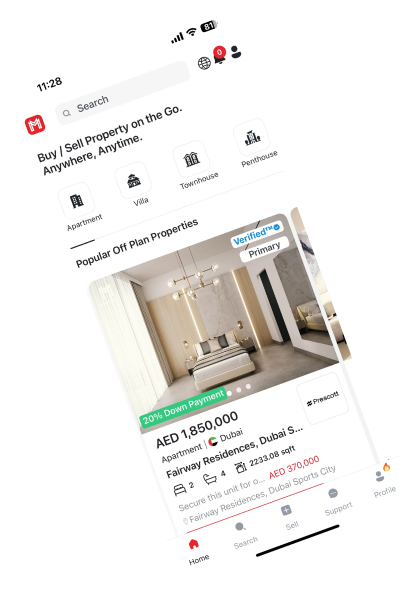 11:28
81
0
Search
Buy / Sell Property on the Go.
Anywhere, Anytime.
Apartment
Villa
Townhouse
Penthouse
Popular Off Plan Properties
Verified™
Primary
20% Down Payment
Prescott
AED 1,850,000
Apartment | Dubai
Fairway Residences, Dubai S...
2 4 2233.08 sqft
Secure this unit for o... AED 370,000
Fairway Residences, Dubai Sports City
Home
Search
Sell
Support
Profile